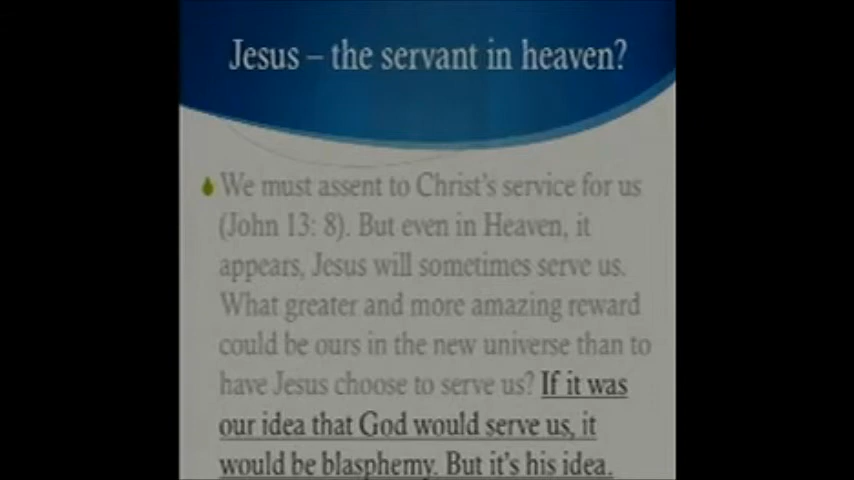 Jesus – the servant in heaven?
We must assent to Christ's service for us
(John 13: 8). But even in Heaven, it
appears, Jesus will sometimes serve us.
What greater and more amazing reward
could be ours in the new universe than to
have Jesus choose to serve us? If it was
our idea that God would serve us, it
would be blasphemy. But it's his idea.